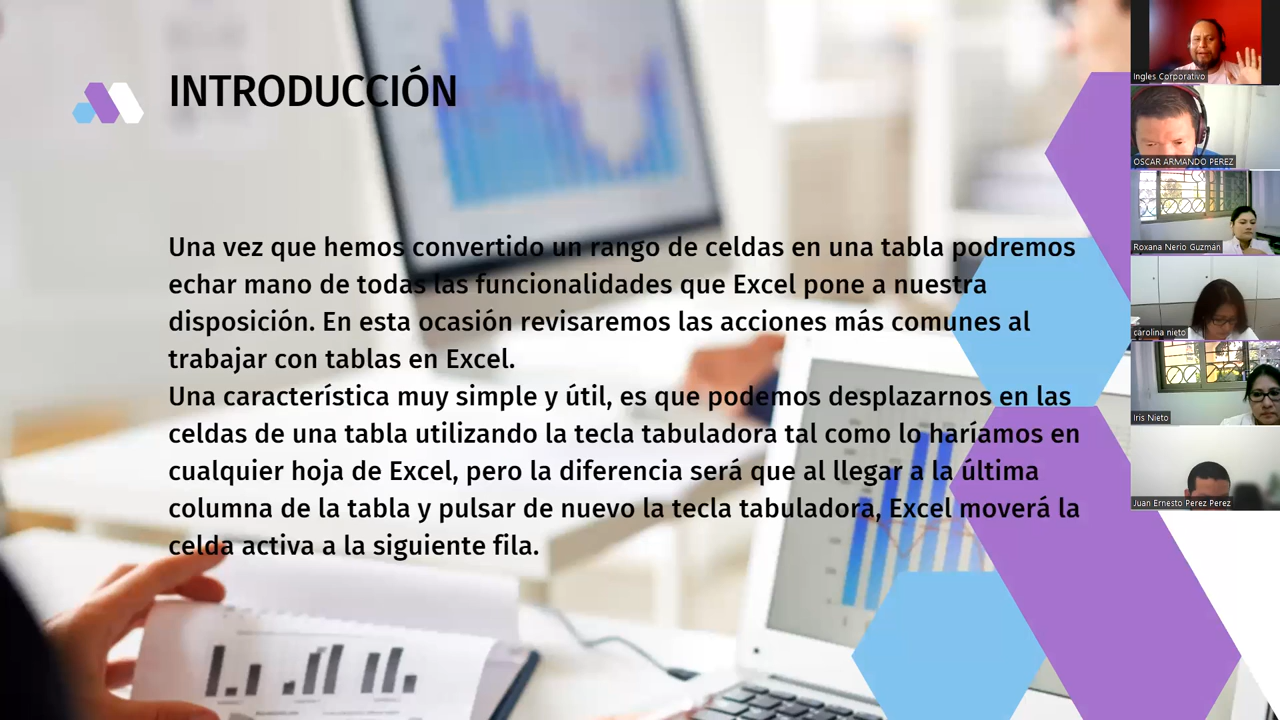 INTRODUCCIÓN
Una vez que hemos convertido un rango de celdas en una tabla podremos
echar mano de todas las funcionalidades que Excel pone a nuestra
disposición. En esta ocasión revisaremos las acciones más comunes al
trabajar con tablas en Excel.
Una característica muy simple y útil, es que podemos desplazarnos en las
celdas de una tabla utilizando la tecla tabuladora tal como lo haríamos en
cualquier hoja de Excel, pero la diferencia será que al llegar a la última
columna de la tabla y pulsar de nuevo la tecla tabuladora, Excel moverá la
celda activa a la siguiente fila.
Ingles Corporativo
OSCAR ARMANDO PEREZ
Roxana Nerio Guzmán
carolina nieto
Iris Nieto
Juan Ernesto Perez Perez